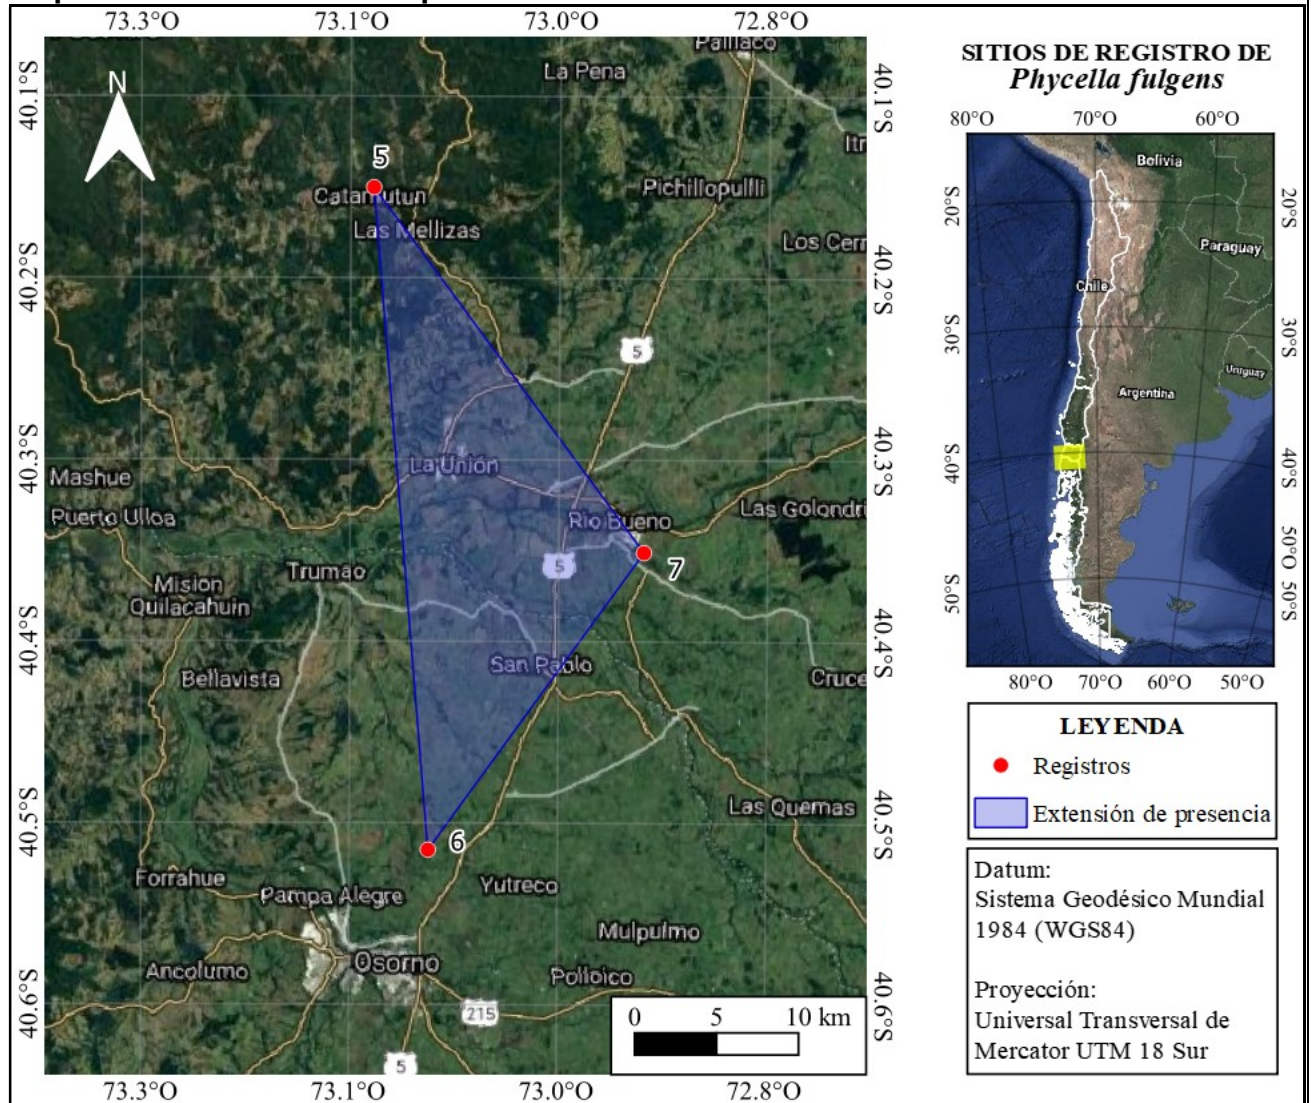 73.3°O 73.1°O 73.0°O 72.8°O
SITIOS DE REGISTRO DE
Phycella fulgens
80°O 70°O 60°O
La Pena
40.1°S
N
40.1°S
5
Catamutun
Las Mellizas
Pichillopulli
40.2°S
40.2°S
5
La Unión
40.3°S
40.3°S
Mashue
Puerto Ulloa
Rio Bueno
5
7
Trumao
Mision
Quilacahuin
40.4°S
40.4°S
San Pablo
Bellavista
40.5°S
40.5°S
Las Quemas
6
Forrahue
Pampa Alegre
Yutreco
Mulpulmo
Osorno
Ancolumo
Polloico
40.6°S
40.6°S
215
5
0 5 10 km
73.3°O 73.1°O 73.0°O 72.8°O
Bolivia
20°S
20°S
Paraguay
Chile
30°S
30°S
Uruguay
Argentina
40°S
40°S
50°S
50°O 50°S
80°O 70°O 60°O 50°O
LEYENDA
Registros
Extensión de presencia
Datum:
Sistema Geodésico Mundial
1984 (WGS84)
Proyección:
Universal Transversal de
Mercator UTM 18 Sur